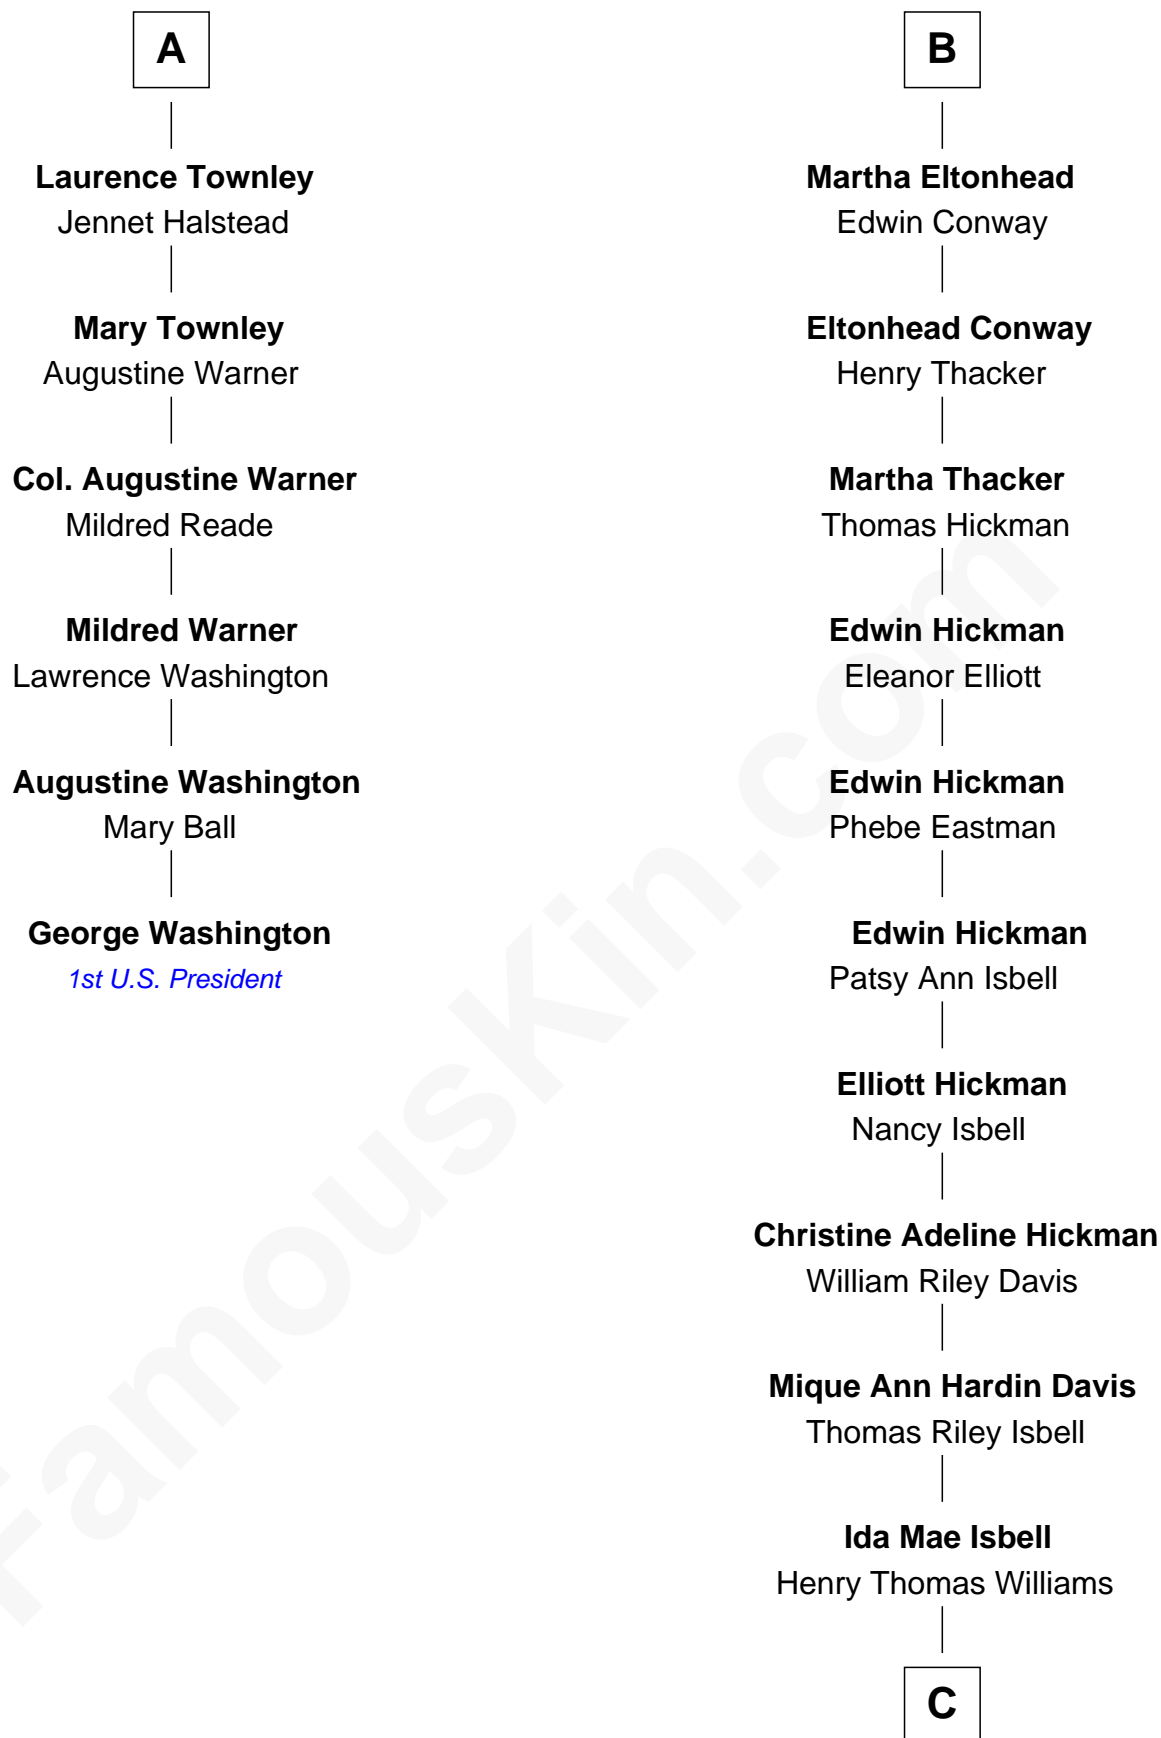 A
Laurence Townley
Jennet Halstead
Mary Townley
Augustine Warner
Col. Augustine Warner
Mildred Reade
Mildred Warner
Lawrence Washington
Augustine Washington
Mary Ball
George Washington
1st U.S. President
B
Martha Eltonhead
Edwin Conway
Eltonhead Conway
Henry Thacker
Martha Thacker
Thomas Hickman
Edwin Hickman
Eleanor Elliott
Edwin Hickman
Phebe Eastman
Edwin Hickman
Patsy Ann Isbell
Elliott Hickman
Nancy Isbell
Christine Adeline Hickman
William Riley Davis
Mique Ann Hardin Davis
Thomas Riley Isbell
Ida Mae Isbell
Henry Thomas Williams
C
FamousKin.com